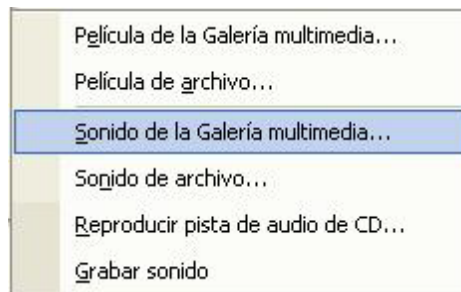 Película de la Galería multimedia...
Película de archivo...
Sonido de la Galería multimedia...
Sonido de archivo...
Reproducir pista de audio de CD...
Grabar sonido